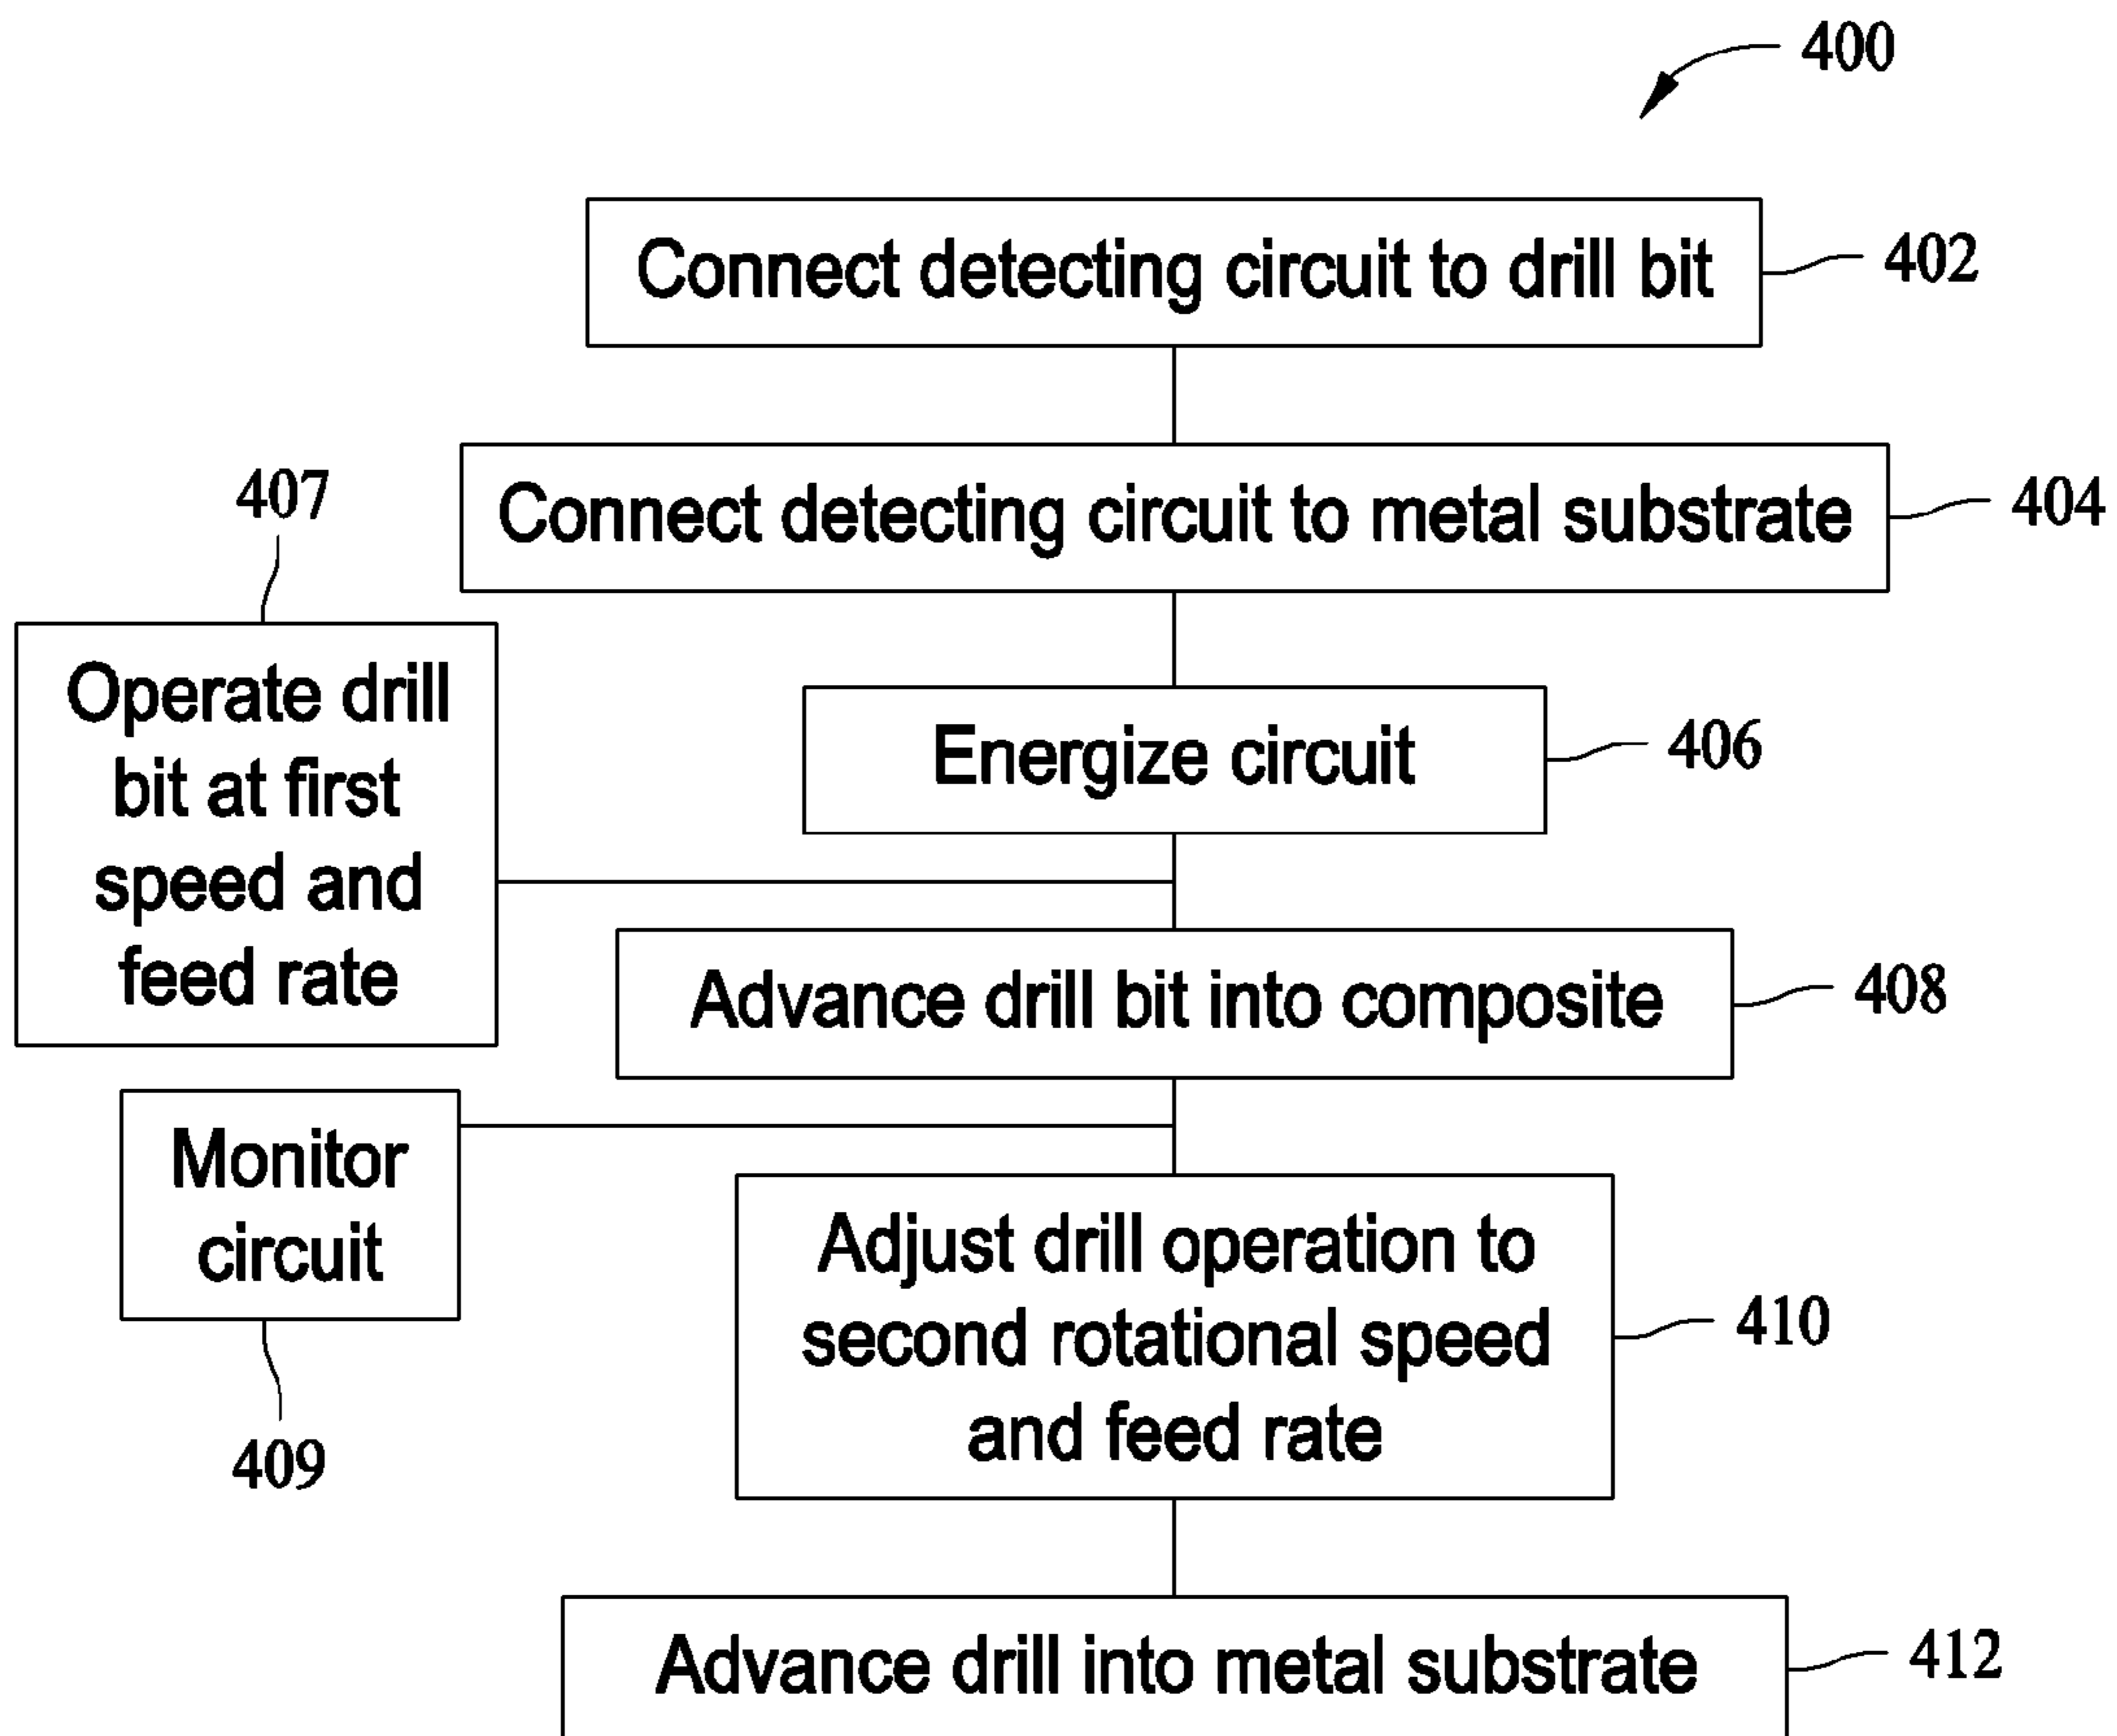 400
Connect detecting circuit to drill bit
402
Connect detecting circuit to metal substrate
404
407
Operate drill
bit at first
speed and
feed rate
Energize circuit
406
Advance drill bit into composite
408
Monitor
circuit
409
Adjust drill operation to
second rotational speed
and feed rate
410
Advance drill into metal substrate
412